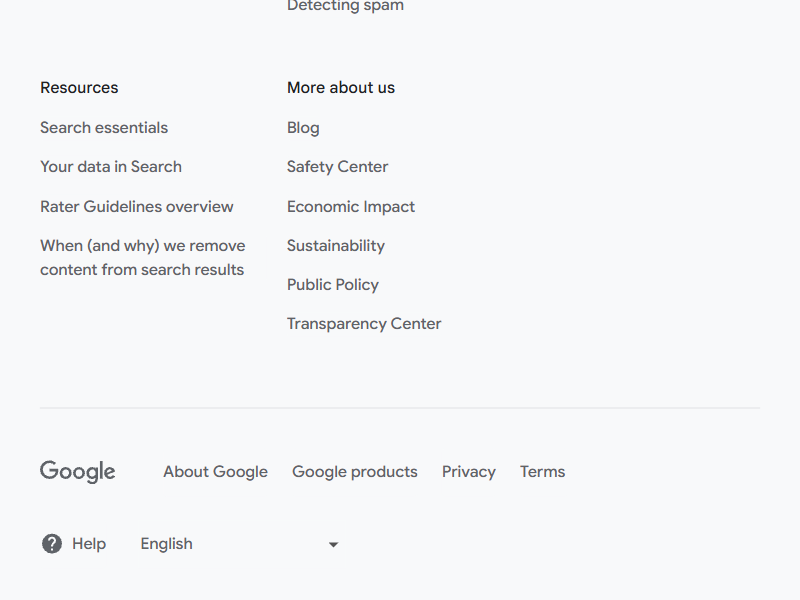 Detecting spam
Resources
Search essentials
Your data in Search
Rater Guidelines overview
When (and why) we remove
content from search results
More about us
Blog
Safety Center
Economic Impact
Sustainability
Public Policy
Transparency Center
Google
About Google
Google products
Privacy
Terms
Help
English